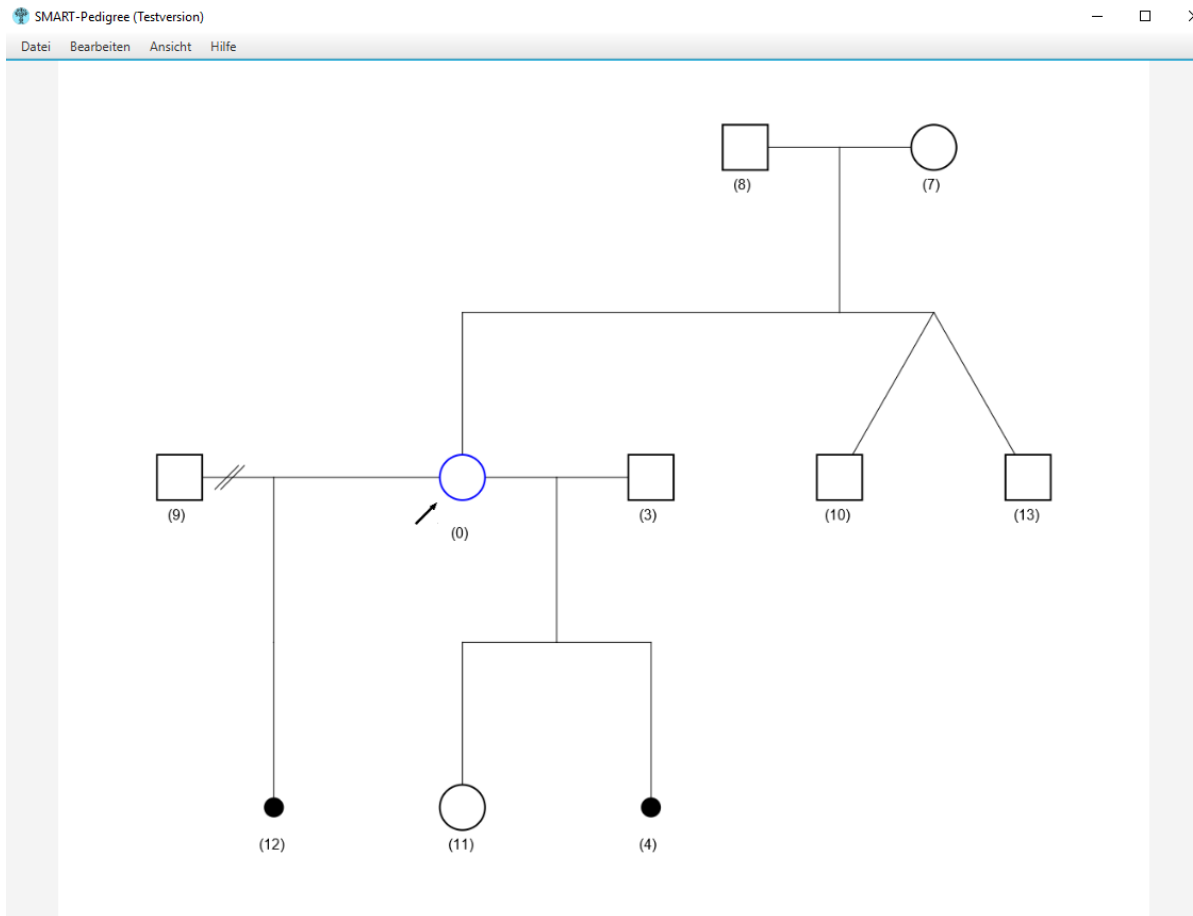 SMART-Pedigree (Testversion)
Datei Bearbeiten Ansicht Hilfe
(8) (7)
(9) (0) (3) (10) (13)
(12) (11) (4)